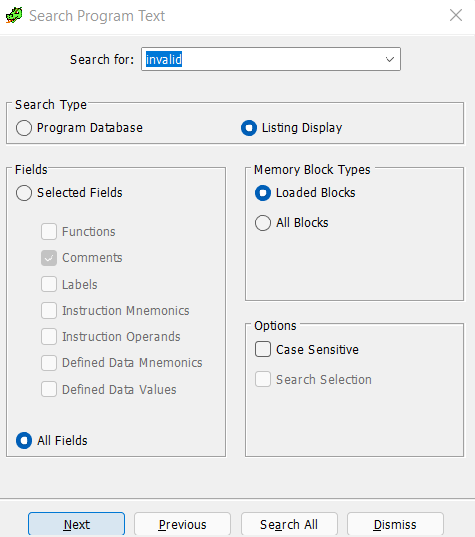 Search Program Text
Search for: invalid
Search Type
Program Database
Listing Display
Fields
Selected Fields
Functions
Comments
Labels
Instruction Mnemonics
Instruction Operands
Defined Data Mnemonics
Defined Data Values
All Fields
Memory Block Types
Loaded Blocks
All Blocks
Options
Case Sensitive
Search Selection
Next
Previous
Search All
Dismiss